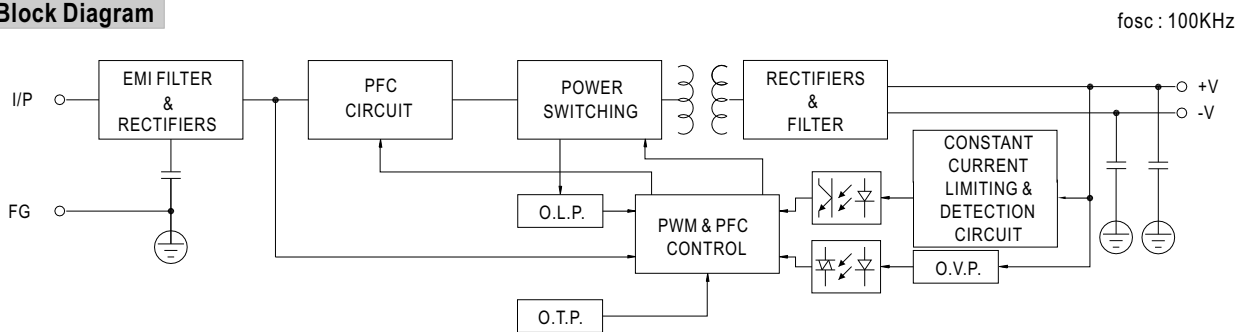 Block Diagram
fosc : 100KHz
I/P
EMI FILTER
&
RECTIFIERS
PFC
CIRCUIT
POWER
SWITCHING
RECTIFIERS
&
FILTER
+V
-V
CONSTANT
CURRENT
LIMITING &
DETECTION
CIRCUIT
FG
O.L.P.
PWM & PFC
CONTROL
O.V.P.
O.T.P.